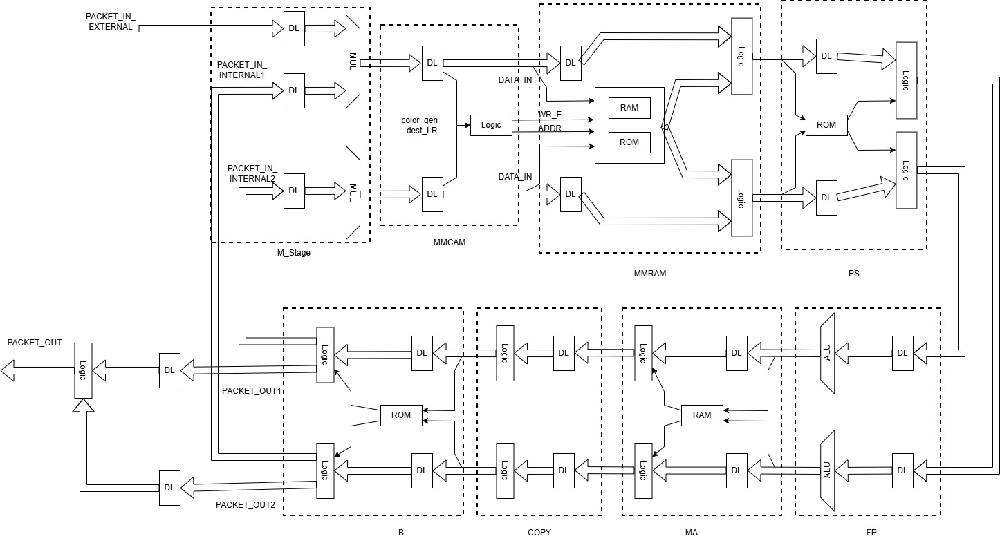 PACKET_IN_
EXTERNAL
DL
MUL
PACKET_IN_
INTERNAL1
DL
PACKET_IN_
INTERNAL2
DL
MUL
M_Stage
DL
color_gen_
dest_LR
Logic
DL
MMCAM
DATA_IN
WR_E
ADDR
DATA_IN
DL
RAM
ROM
DL
Logic
Logic
MMRAM
DL
ROM
DL
Logic
Logic
PS
PACKET_OUT
Logic
DL
PACKET_OUT1
DL
PACKET_OUT2
Logic
DL
ROM
Logic
DL
B
Logic
DL
Logic
DL
COPY
Logic
DL
RAM
Logic
DL
MA
ALU
DL
ALU
DL
FP